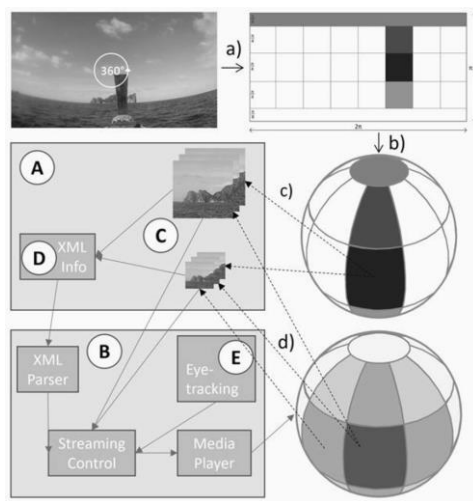 360°
a)
2π
π
b)
A
c)
C
D
XML
Info
d)
B
E
XML
Parser
Eye-
tracking
Streaming
Control
Media
Player